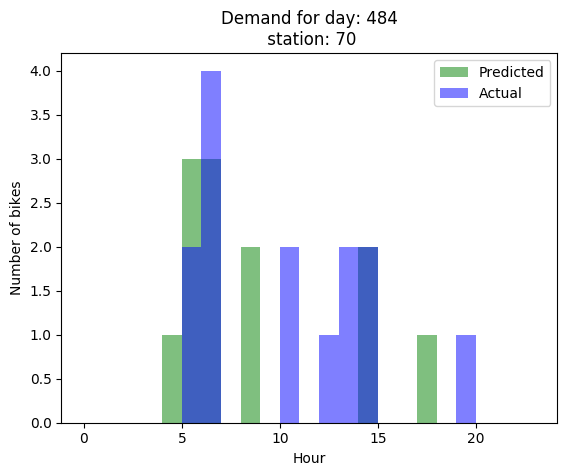 Demand for day: 484
station: 70
Predicted
Actual
4.0
3.5
3.0
2.5
2.0
1.5
1.0
0.5
0.0
Number of bikes
0 5 10 15 20
Hour